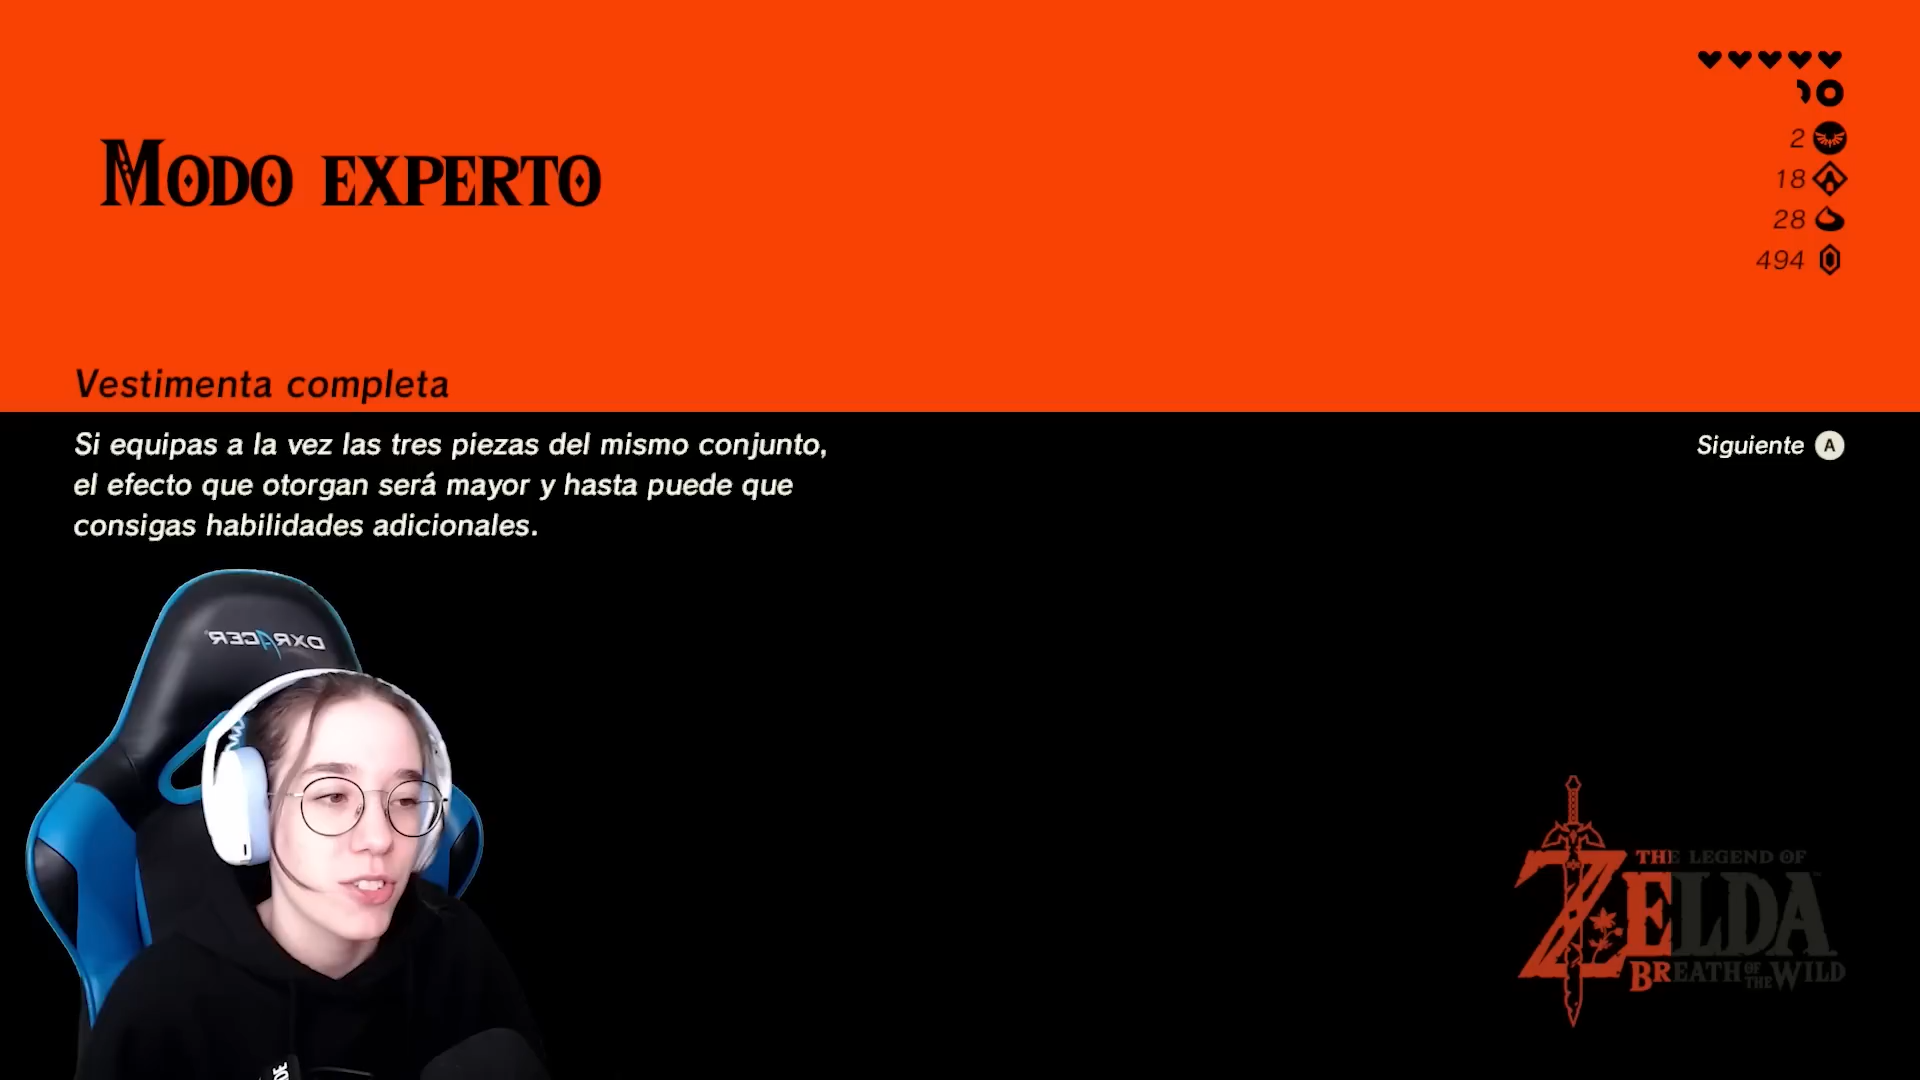 MODO EXPERTO
2
18
28
494
Vestimenta completa
Si equipas a la vez las tres piezas del mismo conjunto,
el efecto que otorgan será mayor y hasta puede que
consigas habilidades adicionales.
Siguiente A
DXRACER
THE LEGEND OF
ZELDA
BREATH OF THE WILD